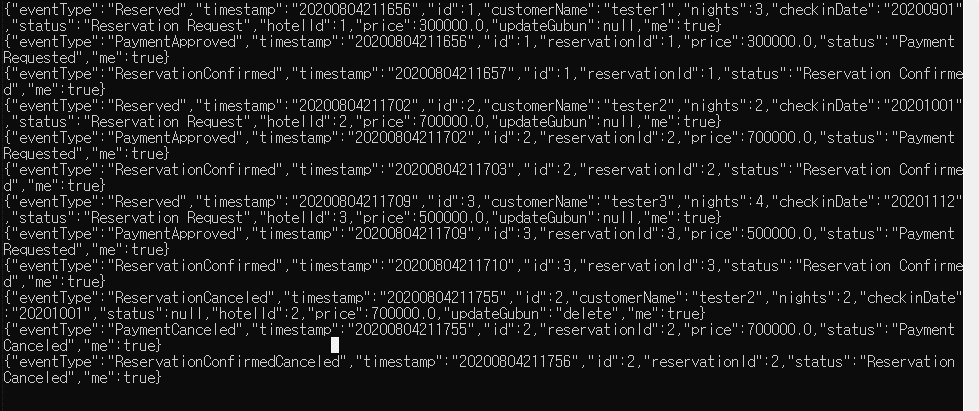 {"eventType":"Reserved","timestamp":"20200804211656","id":1,"customerName":"tester1","nights":3,"checkinDate":"20200901"
,"status":"Reservation Request","hotelId":1,"price":300000.0,"updateGubun":null,"me":true}
{"eventType":"PaymentApproved","timestamp":"20200804211656","id":1,"reservationId":1,"price":300000.0,"status":"Payment
Requested","me":true}
{"eventType":"ReservationConfirmed","timestamp":"20200804211657","id":1,"reservationId":1,"status":"Reservation Confirme
d","me":true}
{"eventType":"Reserved","timestamp":"20200804211702","id":2,"customerName":"tester2","nights":2,"checkinDate":"20201001"
,"status":"Reservation Request","hotelId":2,"price":700000.0,"updateGubun":null,"me":true}
{"eventType":"PaymentApproved","timestamp":"20200804211702","id":2,"reservationId":2,"price":700000.0,"status":"Payment
Requested","me":true}
{"eventType":"ReservationConfirmed","timestamp":"20200804211703","id":2,"reservationId":2,"status":"Reservation Confirme
d","me":true}
{"eventType":"Reserved","timestamp":"20200804211709","id":3,"customerName":"tester3","nights":4,"checkinDate":"20201112"
,"status":"Reservation Request","hotelId":3,"price":500000.0,"updateGubun":null,"me":true}
{"eventType":"PaymentApproved","timestamp":"20200804211709","id":3,"reservationId":3,"price":500000.0,"status":"Payment
Requested","me":true}
{"eventType":"ReservationConfirmed","timestamp":"20200804211710","id":3,"reservationId":3,"status":"Reservation Confirme
d","me":true}
{"eventType":"ReservationCanceled","timestamp":"20200804211755","id":2,"customerName":"tester2","nights":2,"checkinDate"
:"20201001","status":null,"hotelId":2,"price":700000.0,"updateGubun":"delete","me":true}
{"eventType":"PaymentCanceled","timestamp":"20200804211755","id":2,"reservationId":2,"price":700000.0,"status":"Payment
Canceled","me":true}
{"eventType":"ReservationConfirmedCanceled","timestamp":"20200804211756","id":2,"reservationId":2,"status":"Reservation
Canceled","me":true}